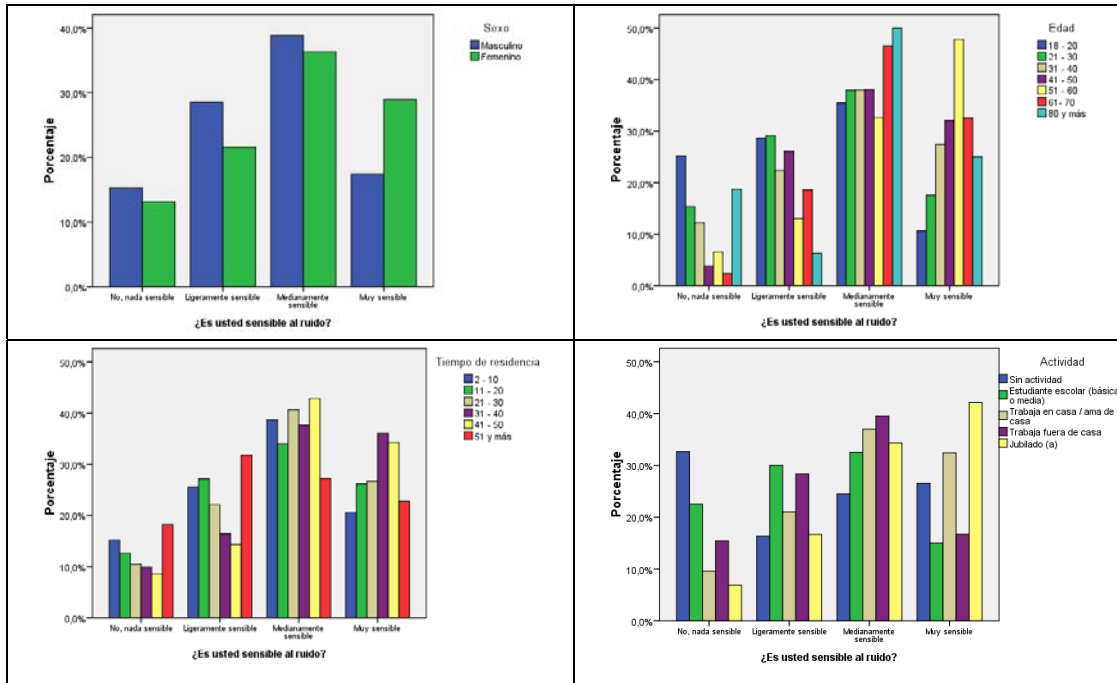 Sexo
Masculino
Femenino
Porcentaje
40,0%
30,0%
20,0%
10,0%
0,0%
No, nada sensible
Ligeramente sensible
Medianamente
sensible
Muy sensible
¿Es usted sensible al ruido?
Edad
18 - 20
21 - 30
31 - 40
41 - 50
51 - 60
61- 70
80 y más
Porcentaje
50,0%
40,0%
30,0%
20,0%
10,0%
0,0%
No, nada sensible
Ligeramente sensible
Medianamente
sensible
Muy sensible
¿Es usted sensible al ruido?
Tiempo de residencia
2 - 10
11 - 20
21 - 30
31 - 40
41 - 50
51 y más
Porcentaje
50,0%
40,0%
30,0%
20,0%
10,0%
0,0%
No, nada sensible
Ligeramente sensible
Medianamente
sensible
Muy sensible
¿Es usted sensible al ruido?
Actividad
Sin actividad
Estudiante escolar (básica
o media)
Trabaja en casa / ama de
casa
Trabaja fuera de casa
Jubilado (a)
Porcentaje
50,0%
40,0%
30,0%
20,0%
10,0%
0,0%
No, nada sensible
Ligeramente sensible
Medianamente
sensible
Muy sensible
¿Es usted sensible al ruido?